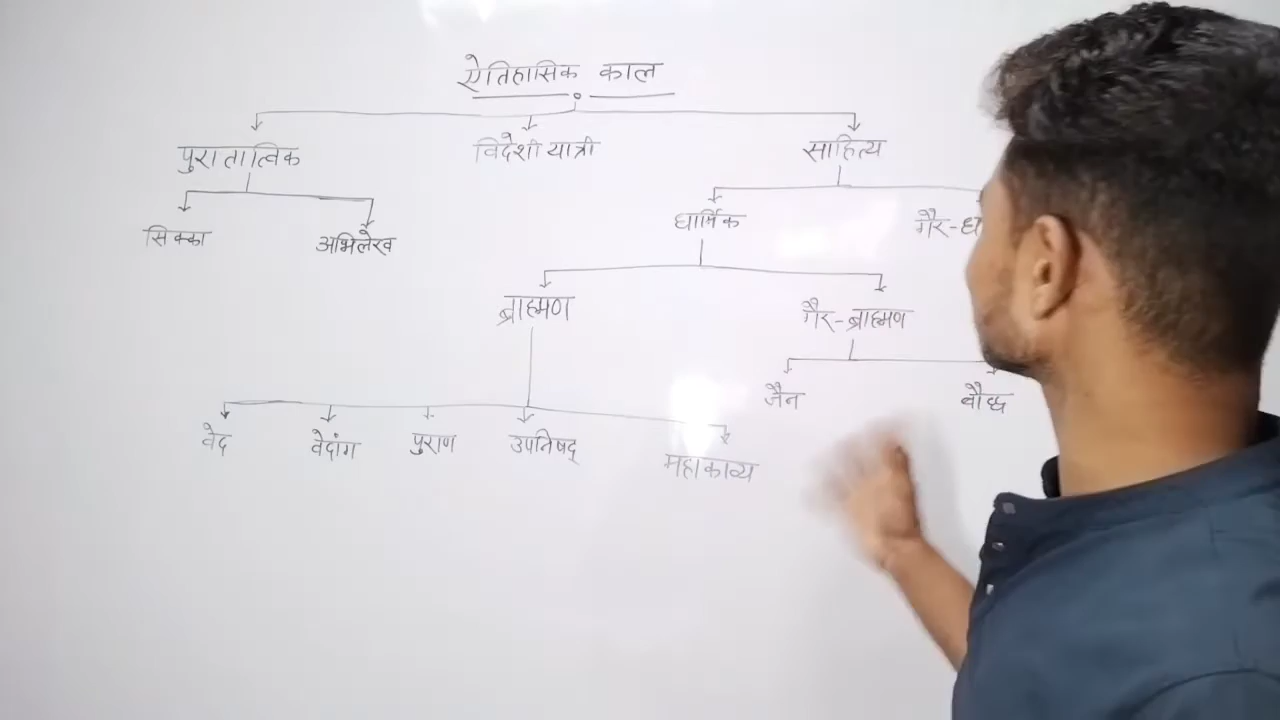 ऐतिहासिक काल
पुरातात्विक विदेशी यात्री साहित्य
सिक्का अभिलेख धार्मिक गैर-
ब्राह्मण गैर-ब्राह्मण
जैन बौद्ध
वेद वेदांग पुराण उपनिषद् महाकाव्य